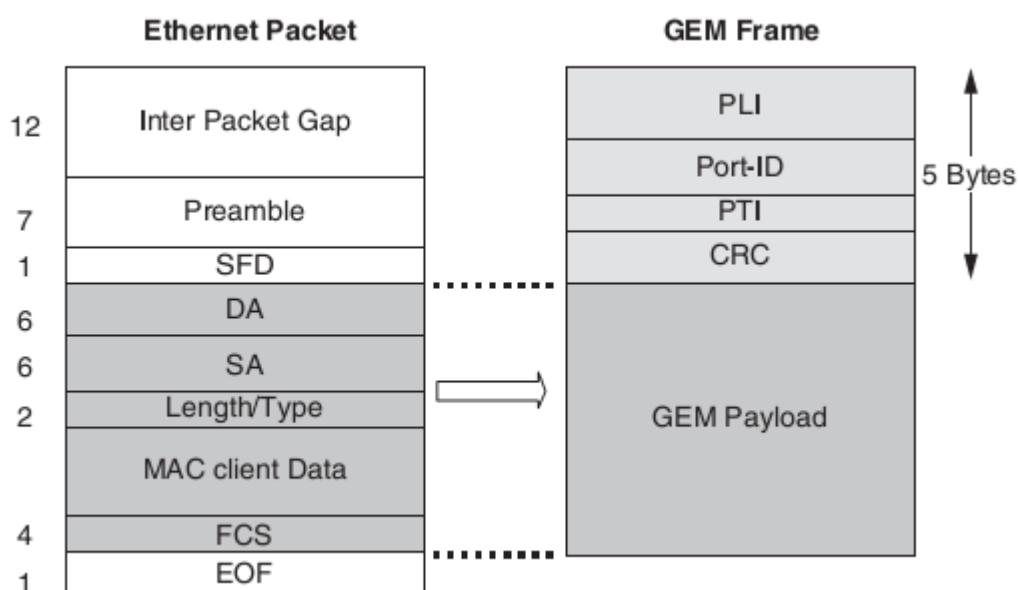 Ethernet Packet
GEM Frame
12
Inter Packet Gap
7
Preamble
1
SFD
6
DA
6
SA
2
Length/Type
MAC client Data
4
FCS
1
EOF
PLI
Port-ID
PTI
CRC
5 Bytes
GEM Payload